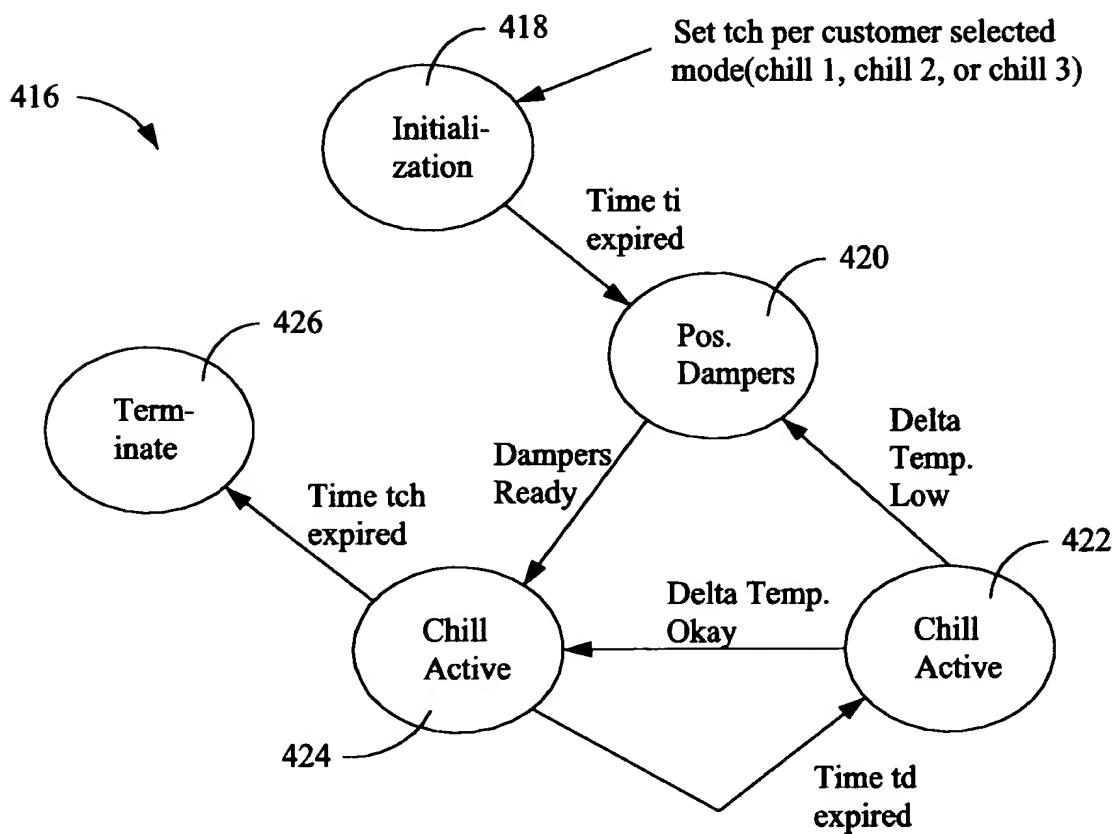 418
Set tch per customer selected
mode(chill 1, chill 2, or chill 3)
416
Initiali-
zation
Time ti
expired
420
Pos.
Dampers
426
Term-
inate
Delta
Temp.
Low
Dampers
Ready
Time tch
expired
422
Delta Temp.
Okay
Chill
Active
Chill
Active
424
Time td
expired